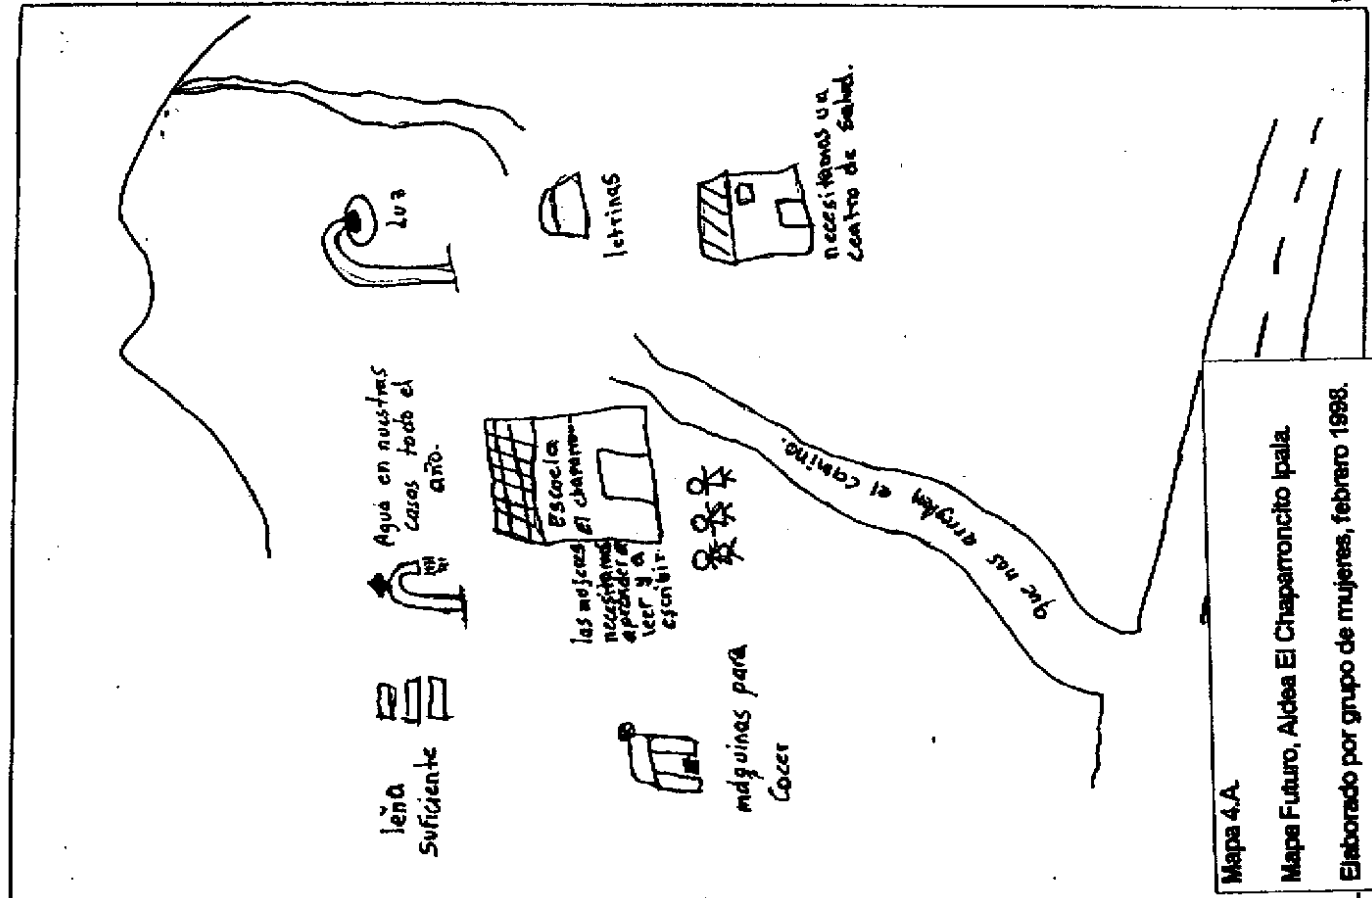 leña
suficiente
Agua en nuestras
casas todo el
año.
Luz
Escuela
El chaparron-
las mujeres
necesitamos
aprender a
leer y a
escribir.
letrinas
máquinas para
Cocer
necesitamos un
centro de salud.
que nos arreglen el camino.
Mapa 4.A.
Mapa Futuro, Aldea El Chaparroncito Ipala.
Elaborado por grupo de mujeres, febrero 1998.